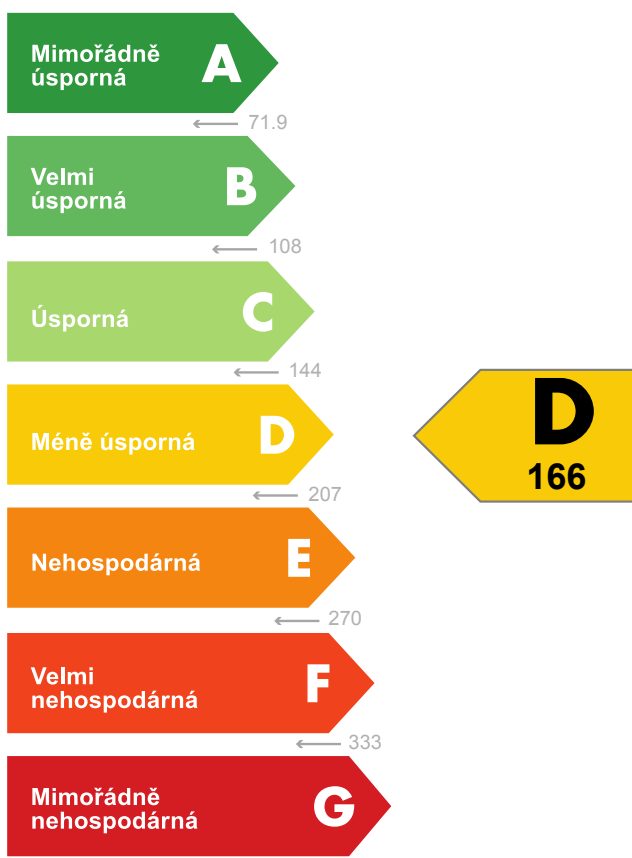 Mimořádně
úsporná
A
← 71.9
Velmi
úsporná
B
← 108
Úsporná
C
← 144
Méně úsporná
D
D
166
← 207
Nehospodárná
E
← 270
Velmi
nehospodárná
F
← 333
Mimořádně
nehospodárná
G